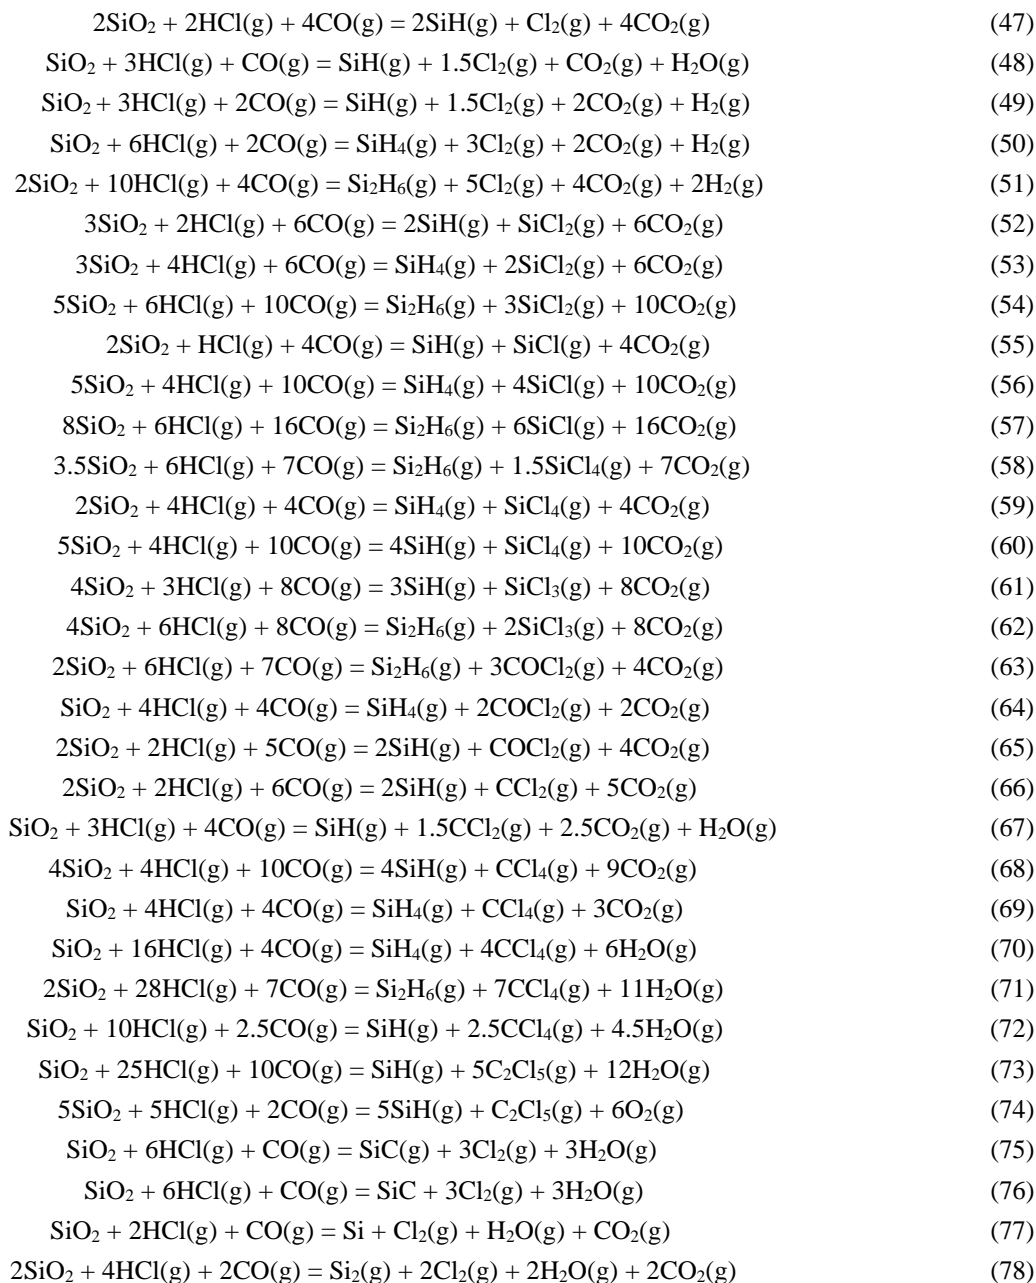 2SiO₂ + 2HCl(g) + 4CO(g) = 2SiH(g) + Cl₂(g) + 4CO₂(g) (47)
SiO₂ + 3HCl(g) + CO(g) = SiH(g) + 1.5Cl₂(g) + CO₂(g) + H₂O(g) (48)
SiO₂ + 3HCl(g) + 2CO(g) = SiH(g) + 1.5Cl₂(g) + 2CO₂(g) + H₂(g) (49)
SiO₂ + 6HCl(g) + 2CO(g) = SiH₄(g) + 3Cl₂(g) + 2CO₂(g) + H₂(g) (50)
2SiO₂ + 10HCl(g) + 4CO(g) = Si₂H₆(g) + 5Cl₂(g) + 4CO₂(g) + 2H₂(g) (51)
3SiO₂ + 2HCl(g) + 6CO(g) = 2SiH(g) + SiCl₂(g) + 6CO₂(g) (52)
3SiO₂ + 4HCl(g) + 6CO(g) = SiH₄(g) + 2SiCl₂(g) + 6CO₂(g) (53)
5SiO₂ + 6HCl(g) + 10CO(g) = Si₂H₆(g) + 3SiCl₂(g) + 10CO₂(g) (54)
2SiO₂ + HCl(g) + 4CO(g) = SiH(g) + SiCl(g) + 4CO₂(g) (55)
5SiO₂ + 4HCl(g) + 10CO(g) = SiH₄(g) + 4SiCl(g) + 10CO₂(g) (56)
8SiO₂ + 6HCl(g) + 16CO(g) = Si₂H₆(g) + 6SiCl(g) + 16CO₂(g) (57)
3.5SiO₂ + 6HCl(g) + 7CO(g) = Si₂H₆(g) + 1.5SiCl₄(g) + 7CO₂(g) (58)
2SiO₂ + 4HCl(g) + 4CO(g) = SiH₄(g) + SiCl₄(g) + 4CO₂(g) (59)
5SiO₂ + 4HCl(g) + 10CO(g) = 4SiH(g) + SiCl₄(g) + 10CO₂(g) (60)
4SiO₂ + 3HCl(g) + 8CO(g) = 3SiH(g) + SiCl₃(g) + 8CO₂(g) (61)
4SiO₂ + 6HCl(g) + 8CO(g) = Si₂H₆(g) + 2SiCl₃(g) + 8CO₂(g) (62)
2SiO₂ + 6HCl(g) + 7CO(g) = Si₂H₆(g) + 3COCl₂(g) + 4CO₂(g) (63)
SiO₂ + 4HCl(g) + 4CO(g) = SiH₄(g) + 2COCl₂(g) + 2CO₂(g) (64)
2SiO₂ + 2HCl(g) + 5CO(g) = 2SiH(g) + COCl₂(g) + 4CO₂(g) (65)
2SiO₂ + 2HCl(g) + 6CO(g) = 2SiH(g) + CCl₂(g) + 5CO₂(g) (66)
SiO₂ + 3HCl(g) + 4CO(g) = SiH(g) + 1.5CCl₂(g) + 2.5CO₂(g) + H₂O(g) (67)
4SiO₂ + 4HCl(g) + 10CO(g) = 4SiH(g) + CCl₄(g) + 9CO₂(g) (68)
SiO₂ + 4HCl(g) + 4CO(g) = SiH₄(g) + CCl₄(g) + 3CO₂(g) (69)
SiO₂ + 16HCl(g) + 4CO(g) = SiH₄(g) + 4CCl₄(g) + 6H₂O(g) (70)
2SiO₂ + 28HCl(g) + 7CO(g) = Si₂H₆(g) + 7CCl₄(g) + 11H₂O(g) (71)
SiO₂ + 10HCl(g) + 2.5CO(g) = SiH(g) + 2.5CCl₄(g) + 4.5H₂O(g) (72)
SiO₂ + 25HCl(g) + 10CO(g) = SiH(g) + 5C₂Cl₅(g) + 12H₂O(g) (73)
5SiO₂ + 5HCl(g) + 2CO(g) = 5SiH(g) + C₂Cl₅(g) + 6O₂(g) (74)
SiO₂ + 6HCl(g) + CO(g) = SiC(g) + 3Cl₂(g) + 3H₂O(g) (75)
SiO₂ + 6HCl(g) + CO(g) = SiC + 3Cl₂(g) + 3H₂O(g) (76)
SiO₂ + 2HCl(g) + CO(g) = Si + Cl₂(g) + H₂O(g) + CO₂(g) (77)
2SiO₂ + 4HCl(g) + 2CO(g) = Si₂(g) + 2Cl₂(g) + 2H₂O(g) + 2CO₂(g) (78)